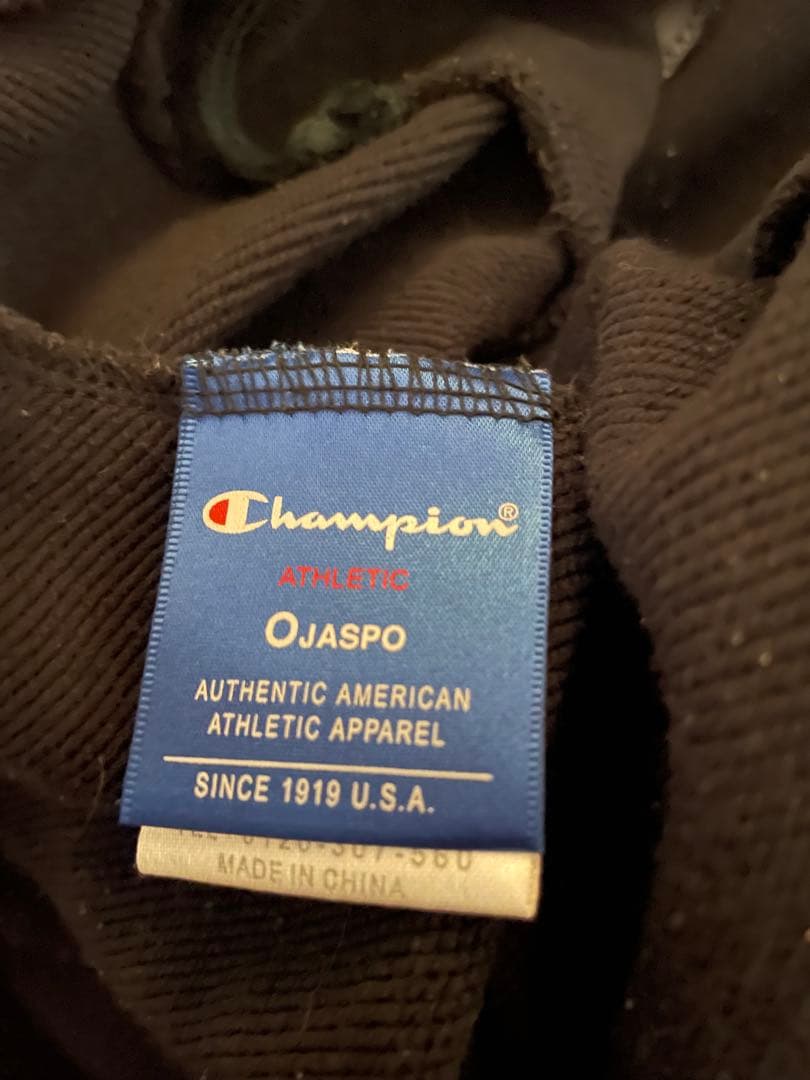 Champion®
ATHLETIC
OJASPO
AUTHENTIC AMERICAN
ATHLETIC APPAREL
SINCE 1919 U.S.A.
MADE IN CHINA